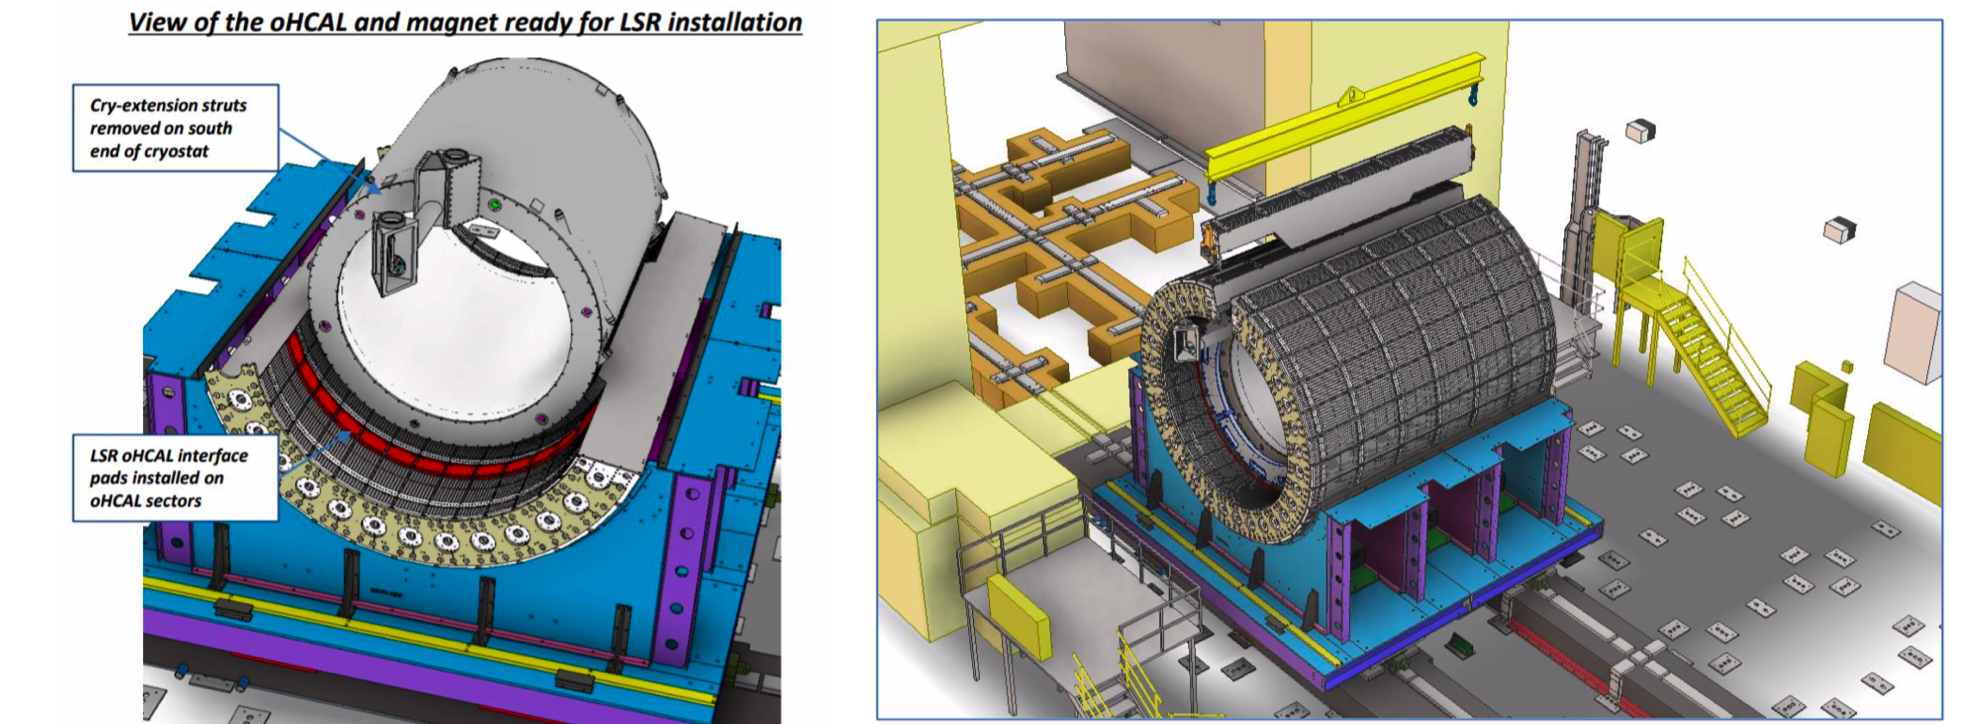 View of the oHCAL and magnet ready for LSR installation
Cry-extension struts
removed on south
end of cryostat
LSR oHCAL interface
pads installed on
oHCAL sectors